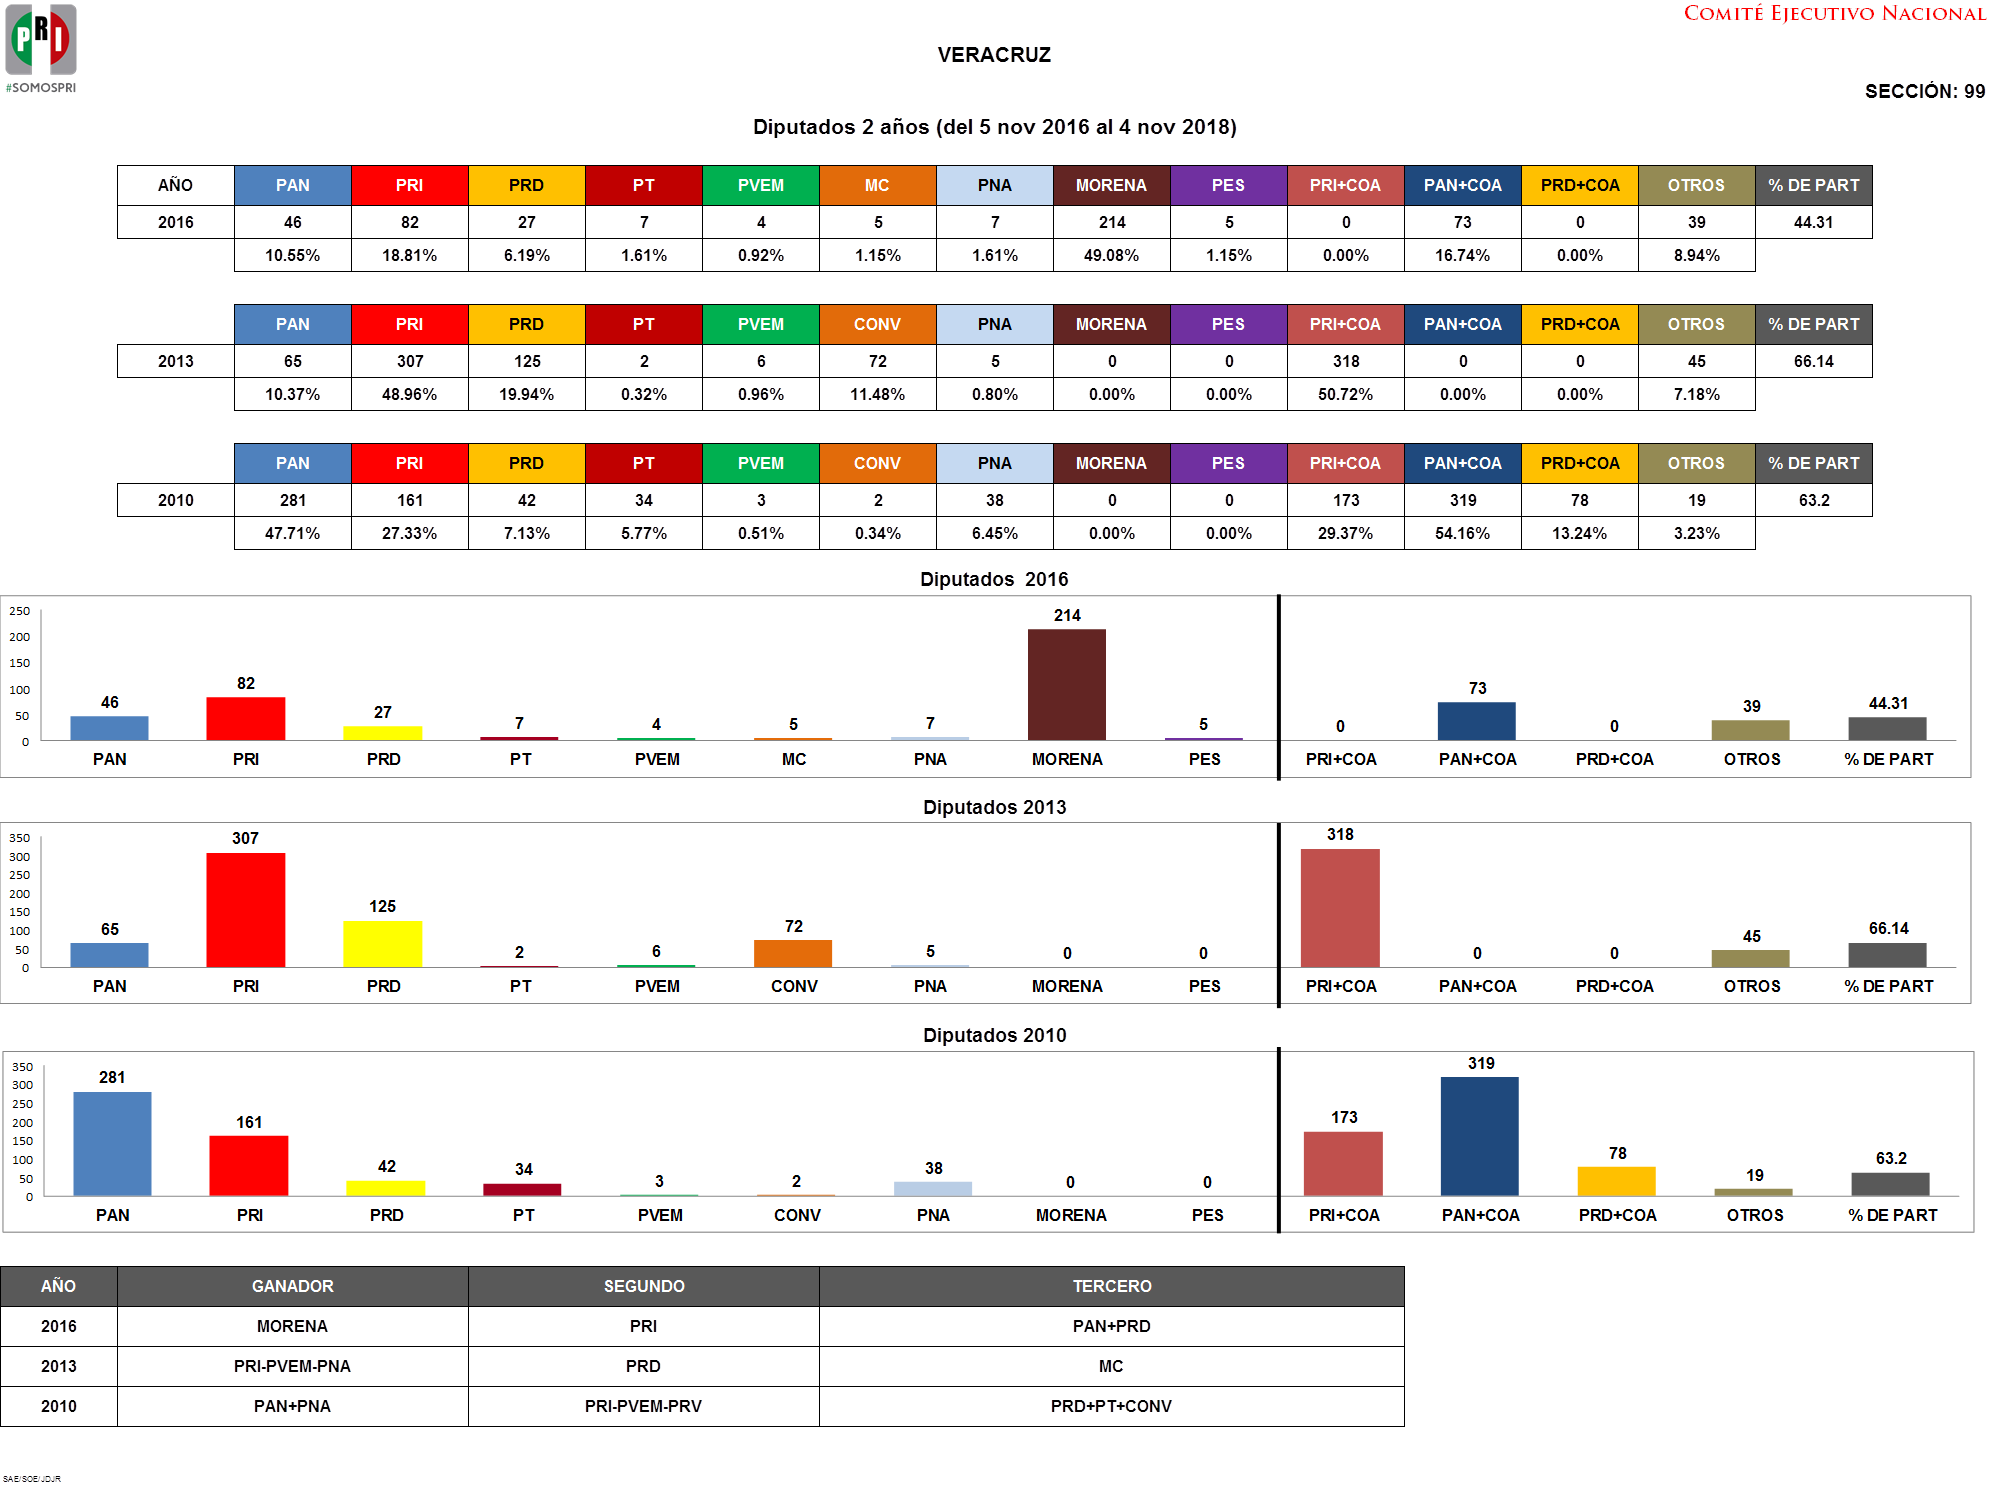 PRI
#SOMOSPRI
COMITÉ EJECUTIVO NACIONAL
VERACRUZ
SECCIÓN: 99
Diputados 2 años (del 5 nov 2016 al 4 nov 2018)
AÑO PAN PRI PRD PT PVEM MC PNA MORENA PES PRI+COA PAN+COA PRD+COA OTROS % DE PART
2016 46 82 27 7 4 5 7 214 5 0 73 0 39 44.31
10.55% 18.81% 6.19% 1.61% 0.92% 1.15% 1.61% 49.08% 1.15% 0.00% 16.74% 0.00% 8.94%
PAN PRI PRD PT PVEM CONV PNA MORENA PES PRI+COA PAN+COA PRD+COA OTROS % DE PART
2013 65 307 125 2 6 72 5 0 0 318 0 0 45 66.14
10.37% 48.96% 19.94% 0.32% 0.96% 11.48% 0.80% 0.00% 0.00% 50.72% 0.00% 0.00% 7.18%
PAN PRI PRD PT PVEM CONV PNA MORENA PES PRI+COA PAN+COA PRD+COA OTROS % DE PART
2010 281 161 42 34 3 2 38 0 0 173 319 78 19 63.2
47.71% 27.33% 7.13% 5.77% 0.51% 0.34% 6.45% 0.00% 0.00% 29.37% 54.16% 13.24% 3.23%
Diputados 2016
250
200
150
100
50
0
46 82 27 7 4 5 7 214 5 0 73 0 39 44.31
PAN PRI PRD PT PVEM MC PNA MORENA PES PRI+COA PAN+COA PRD+COA OTROS % DE PART
Diputados 2013
350
300
250
200
150
100
50
0
65 307 125 2 6 72 5 0 0 318 0 0 45 66.14
PAN PRI PRD PT PVEM CONV PNA MORENA PES PRI+COA PAN+COA PRD+COA OTROS % DE PART
Diputados 2010
350
300
250
200
150
100
50
0
281 161 42 34 3 2 38 0 0 173 319 78 19 63.2
PAN PRI PRD PT PVEM CONV PNA MORENA PES PRI+COA PAN+COA PRD+COA OTROS % DE PART
AÑO GANADOR SEGUNDO TERCERO
2016 MORENA PRI PAN+PRD
2013 PRI-PVEM-PNA PRD MC
2010 PAN+PNA PRI-PVEM-PRV PRD+PT+CONV
SAE/SOE/JDJR